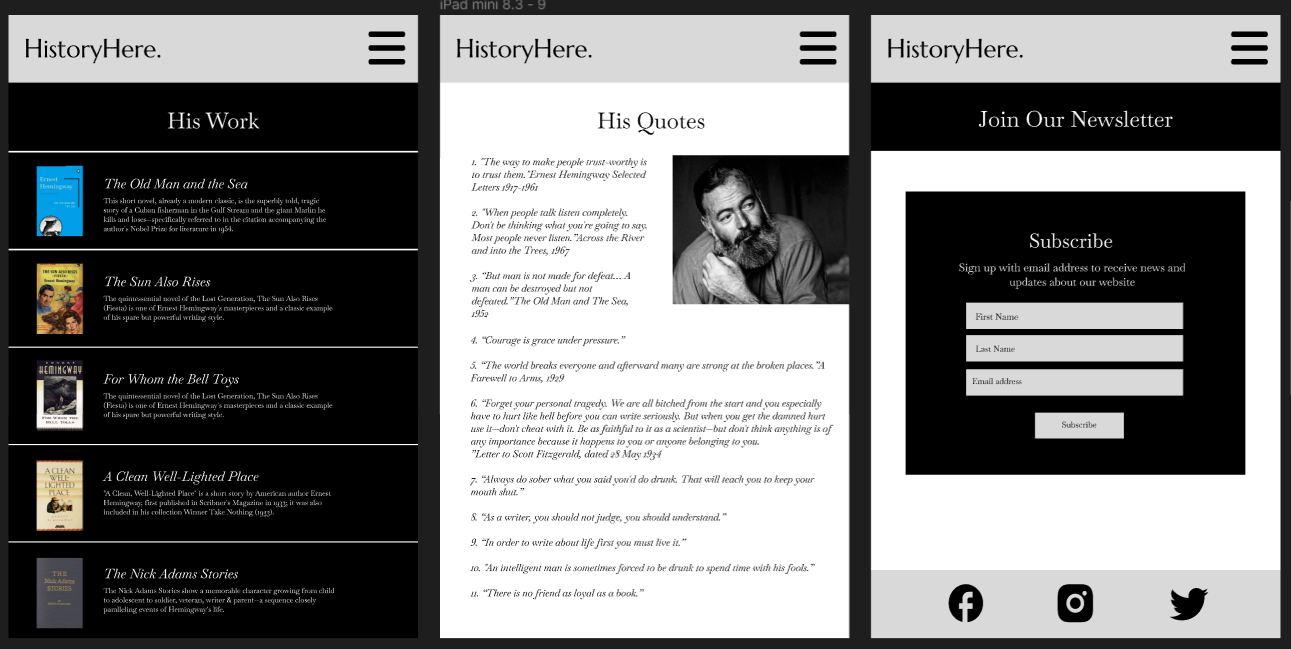 iPad mini 8.3 - 9
HistoryHere.
His Work
Ernest
Hemingway
The Old Man and the Sea
This short novel, already a modern classic, is the superbly told, tragic
story of a Cuban fisherman in the Gulf Stream and the giant Marlin he
kills and loses—specifically referred to in the citation accompanying the
author's Nobel Prize for literature in 1954.
THE SUN ALSO RISES
The Sun Also Rises
The quintessential novel of the Lost Generation, The Sun Also Rises
(Fiesta) is one of Ernest Hemingway's masterpieces and a classic example
of his spare but powerful writing style.
ERNEST
HEMINGWAY
FOR WHOM THE
BELL TOLLS
For Whom the Bell Toys
The quintessential novel of the Lost Generation, The Sun Also Rises
(Fiesta) is one of Ernest Hemingway's masterpieces and a classic example
of his spare but powerful writing style.
A CLEAN
WELL-
LIGHTED
PLACE
A Clean Well-Lighted Place
"A Clean, Well-Lighted Place" is a short story by American author Ernest
Hemingway, first published in Scribner's Magazine in 1933; it was also
included in his collection Winner Take Nothing (1933).
THE
Nick Adams
STORIES
The Nick Adams Stories
The Nick Adams Stories show a memorable character growing from child
to adolescent to soldier, veteran, writer & parent—a sequence closely
paralleling events of Hemingway's life.
HistoryHere.
His Quotes
1. "The way to make people trust-worthy is
to trust them."Ernest Hemingway Selected
Letters 1917-1961
2. "When people talk listen completely.
Don't be thinking what you're going to say.
Most people never listen."Across the River
and into the Trees, 1967
3. “But man is not made for defeat... A
man can be destroyed but not
defeated.”The Old Man and The Sea,
1952
4. “Courage is grace under pressure.”
5. “The world breaks everyone and afterward many are strong at the broken places.”A
Farewell to Arms, 1929
6. “Forget your personal tragedy. We are all bitched from the start and you especially
have to hurt like hell before you can write seriously. But when you get the damned hurt
use it—don't cheat with it. Be as faithful to it as a scientist—but don't think anything is of
any importance because it happens to you or anyone belonging to you.
”Letter to Scott Fitzgerald, dated 28 May 1934
7. “Always do sober what you said you'd do drunk. That will teach you to keep your
mouth shut.”
8. “As a writer, you should not judge, you should understand.”
9. “In order to write about life first you must live it.”
10. "An intelligent man is sometimes forced to be drunk to spend time with his fools.”
11. “There is no friend as loyal as a book.”
HistoryHere.
Join Our Newsletter
Subscribe
Sign up with email address to receive news and
updates about our website
First Name
Last Name
Email address
Subscribe